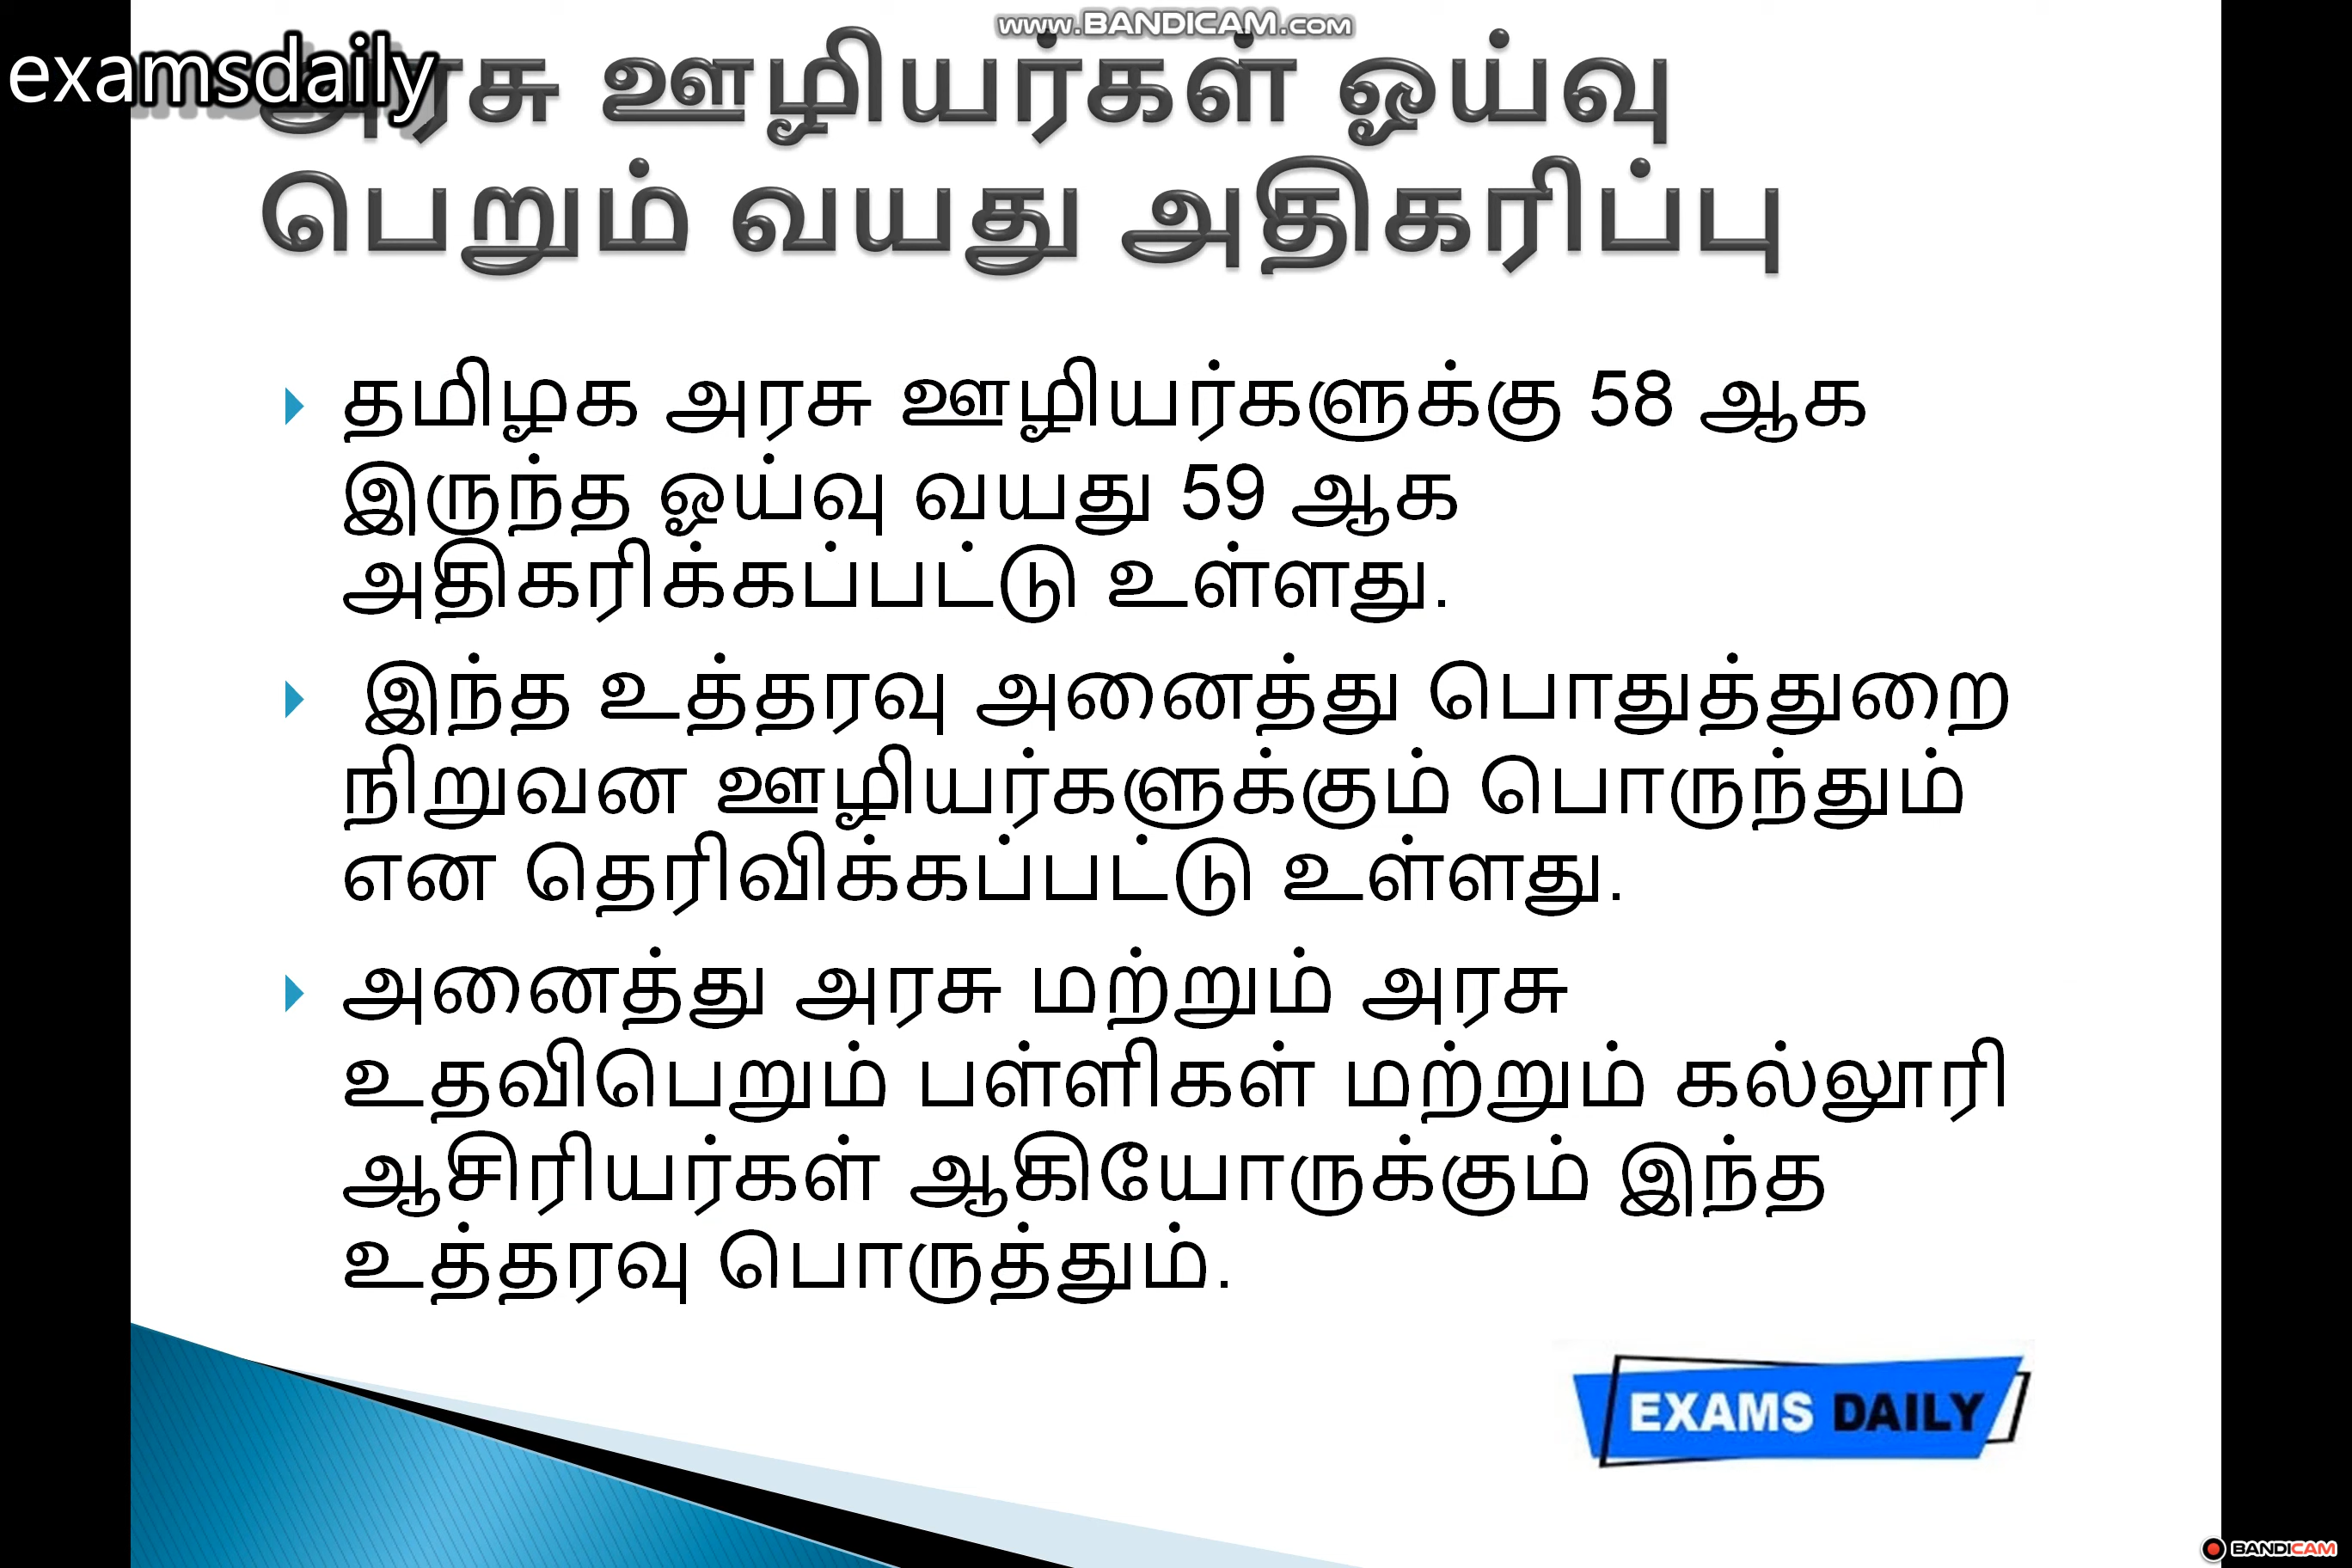 www.BANDICAM.com
examsdaily
அரசு ஊழியர்கள் ஓய்வு
பெறும் வயது அதிகரிப்பு
தமிழக அரசு ஊழியர்களுக்கு 58 ஆக
இருந்த ஓய்வு வயது 59 ஆக
அதிகரிக்கப்பட்டு உள்ளது.
இந்த உத்தரவு அனைத்து பொதுத்துறை
நிறுவன ஊழியர்களுக்கும் பொருந்தும்
என தெரிவிக்கப்பட்டு உள்ளது.
அனைத்து அரசு மற்றும் அரசு
உதவிபெறும் பள்ளிகள் மற்றும் கல்லூரி
ஆசிரியர்கள் ஆகியோருக்கும் இந்த
உத்தரவு பொருத்தும்.
EXAMS DAILY
BANDICAM